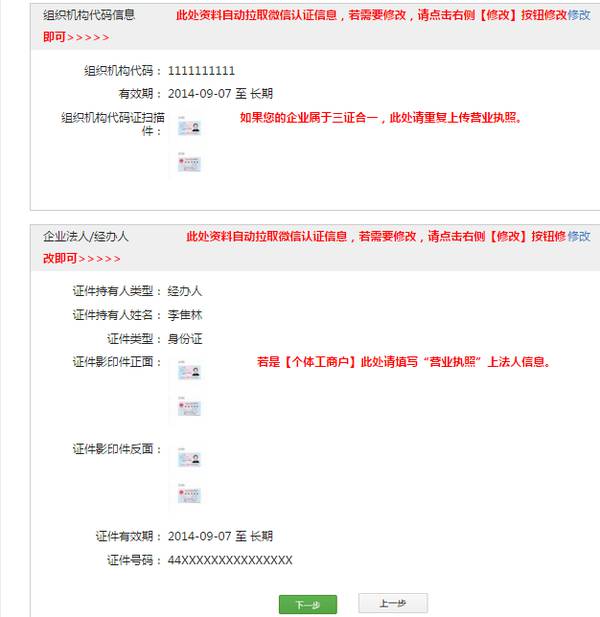 组织机构代码信息 此处资料自动拉取微信认证信息，若需要修改，请点击右侧【修改】按钮修改修改
即可>>>>>
组织机构代码： 1111111111
有效期： 2014-09-07 至 长期
组织机构代码证扫描 如果您的企业属于三证合一，此处请重复上传营业执照。
件：
企业法人/经办人 此处资料自动拉取微信认证信息，若需要修改，请点击右侧【修改】按钮修 修改
改即可>>>>>
证件持有人类型： 经办人
证件持有人姓名： 李隹林
证件类型： 身份证
证件影印件正面： 若是【个体工商户】此处请填写“营业执照”上法人信息。
证件影印件反面：
证件有效期： 2014-09-07 至 长期
证件号码： 44XXXXXXXXXXXXXXXX
下一步 上一步